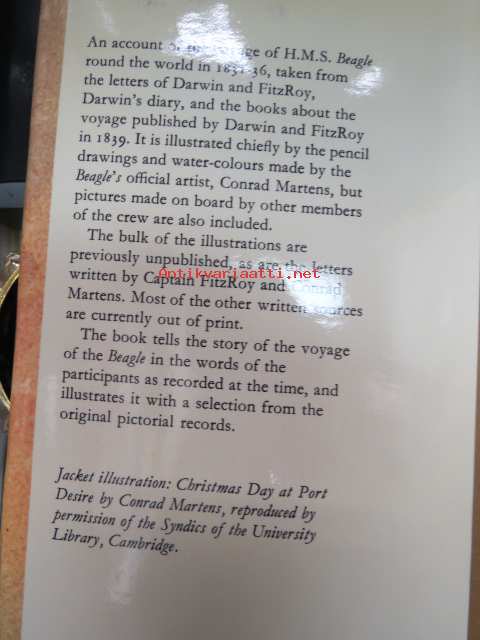 An account of the voyage of H.M.S. Beagle
round the world in 1831-36, taken from
the letters of Darwin and FitzRoy,
Darwin's diary, and the books about the
voyage published by Darwin and FitzRoy
in 1839. It is illustrated chiefly by the pencil
drawings and water-colours made by the
Beagle's official artist, Conrad Martens, but
pictures made on board by other members
of the crew are also included.
The bulk of the illustrations are
previously unpublished, as are the letters
Antikvariaatti.net
written by Captain FitzRoy and Conrad
Martens. Most of the other written sources
are currently out of print.
The book tells the story of the voyage
of the Beagle in the words of the
participants as recorded at the time, and
illustrates it with a selection from the
original pictorial records.
Jacket illustration: Christmas Day at Port
Desire by Conrad Martens, reproduced by
permission of the Syndics of the University
Library, Cambridge.